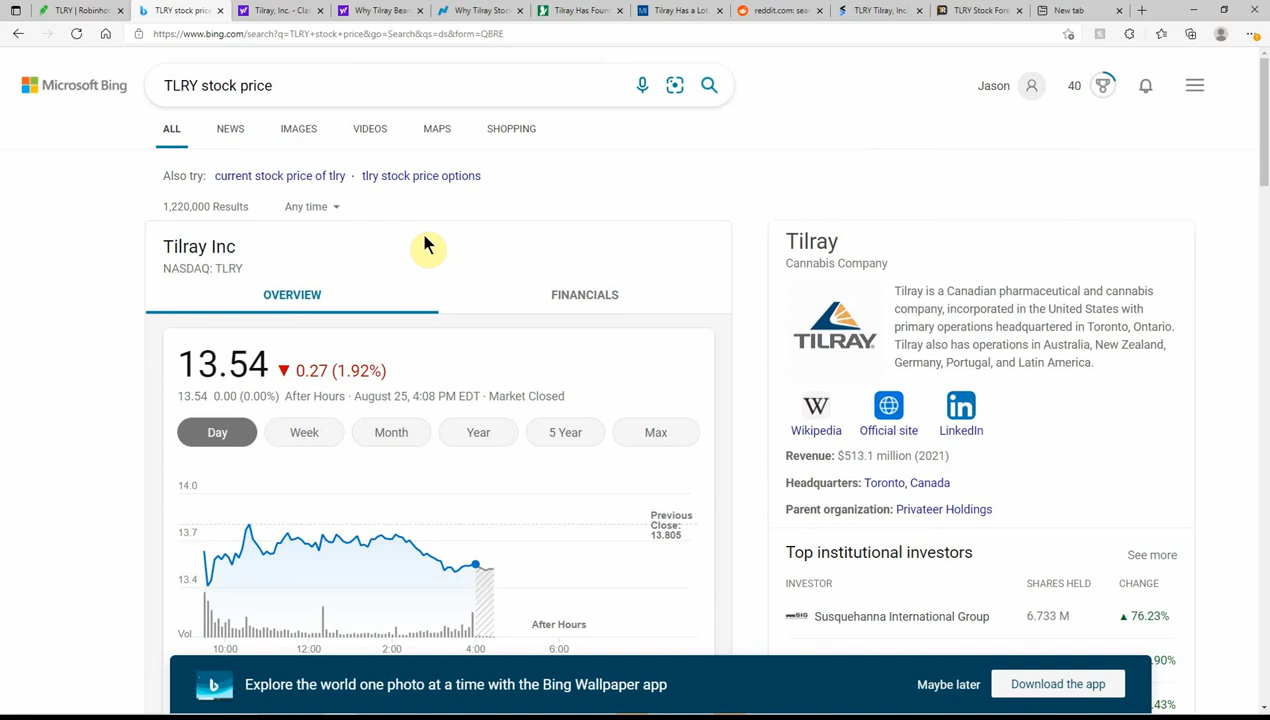 TLRY | Robinhoo
TLRY stock price
Tilray, Inc. - Clas
Why Tilray Bears
Why Tilray Stock
Tilray Has Found
Tilray Has a Lot
reddit.com: sear
TLRY Tilray, Inc.
TLRY Stock Fore
New tab
https://www.bing.com/search?q=TLRY+stock+price&go=Search&qs=ds&form=QBRE
Microsoft Bing
TLRY stock price
Jason
40
ALL NEWS IMAGES VIDEOS MAPS SHOPPING
Also try: current stock price of tlry · tlry stock price options
1,220,000 Results Any time
Tilray Inc
NASDAQ: TLRY
OVERVIEW FINANCIALS
13.54 ▼ 0.27 (1.92%)
13.54 0.00 (0.00%) After Hours · August 25, 4:08 PM EDT · Market Closed
Day Week Month Year 5 Year Max
14.0
13.7
13.4
Vol
Previous
Close:
13.805
After Hours
10:00 12:00 2:00 4:00 6:00
Tilray
Cannabis Company
Tilray is a Canadian pharmaceutical and cannabis
company, incorporated in the United States with
primary operations headquartered in Toronto, Ontario.
Tilray also has operations in Australia, New Zealand,
Germany, Portugal, and Latin America.
TILRAY
W
in
Wikipedia Official site LinkedIn
Revenue: $513.1 million (2021)
Headquarters: Toronto, Canada
Parent organization: Privateer Holdings
Top institutional investors See more
INVESTOR SHARES HELD CHANGE
SIG Susquehanna International Group 6.733 M ▲ 76.23%
.90%
.43%
b
Explore the world one photo at a time with the Bing Wallpaper app
Maybe later Download the app